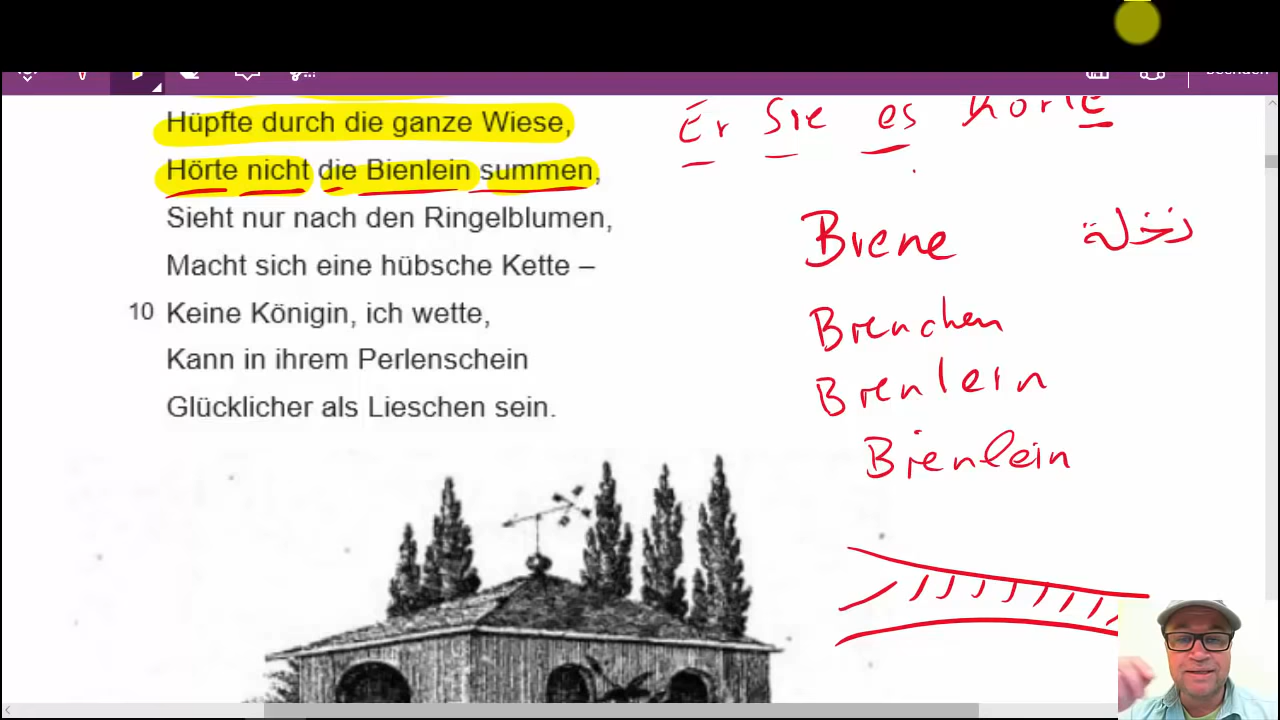 Hüpfte durch die ganze Wiese,
Hörte nicht die Bienlein summen,
Sieht nur nach den Ringelblumen,
Macht sich eine hübsche Kette –
10 Keine Königin, ich wette,
Kann in ihrem Perlenschein
Glücklicher als Lieschen sein.
Er Sie es hörte
Biene نحلة
Bienchen
Bienlein
Bienlein